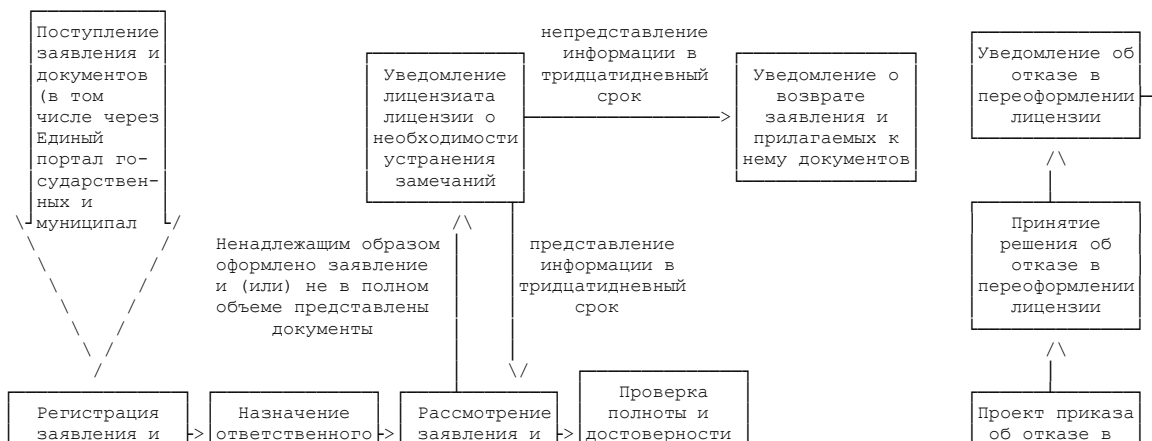 Поступление
заявления и
документов
(в том
числе через
Единый
портал го-
сударствен-
ных и
муниципал
Уведомление
лицензиата
лицензии о
необходимости
устранения
замечаний
непредставление
информации в
тридцатидневный
срок
Уведомление о
возврате
заявления и
прилагаемых к
нему документов
Уведомление об
отказе в
переоформлении
лицензии
Ненадлежащим образом
оформлено заявление
и (или) не в полном
объеме представлены
документы
представление
информации в
тридцатидневный
срок
Принятие
решения об
отказе в
переоформлении
лицензии
Регистрация
заявления и
Назначение
ответственного
Рассмотрение
заявления и
Проверка
полноты и
достоверности
Проект приказа
об отказе в